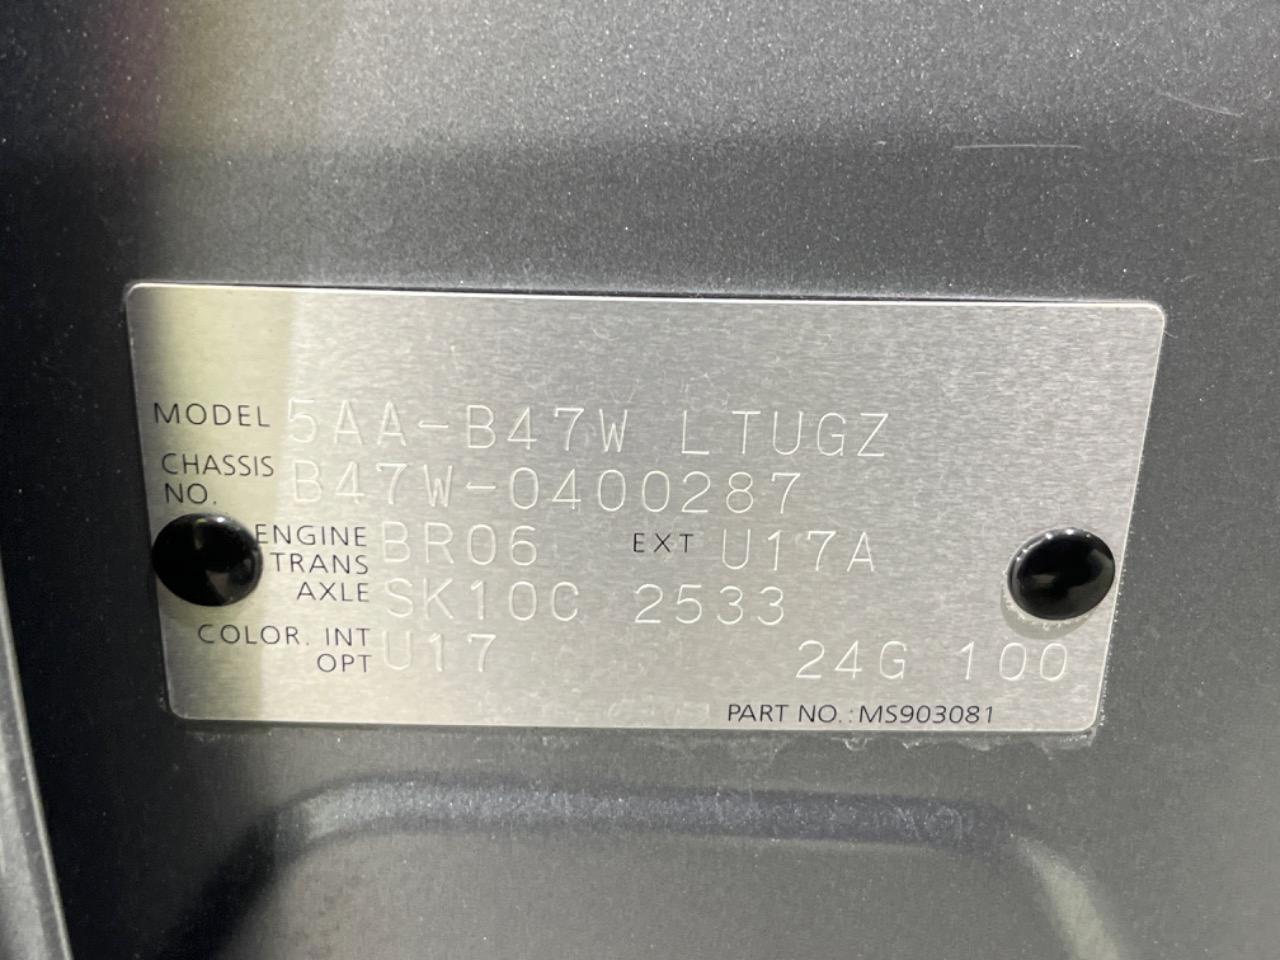 MODEL 5AA-B47W LTUGZ
CHASSIS NO. B47W-0400287
ENGINE BR06 EXT U17A
TRANS AXLE SK10C 2533
COLOR. INT U17
OPT 24G 100
PART NO.:MS903081